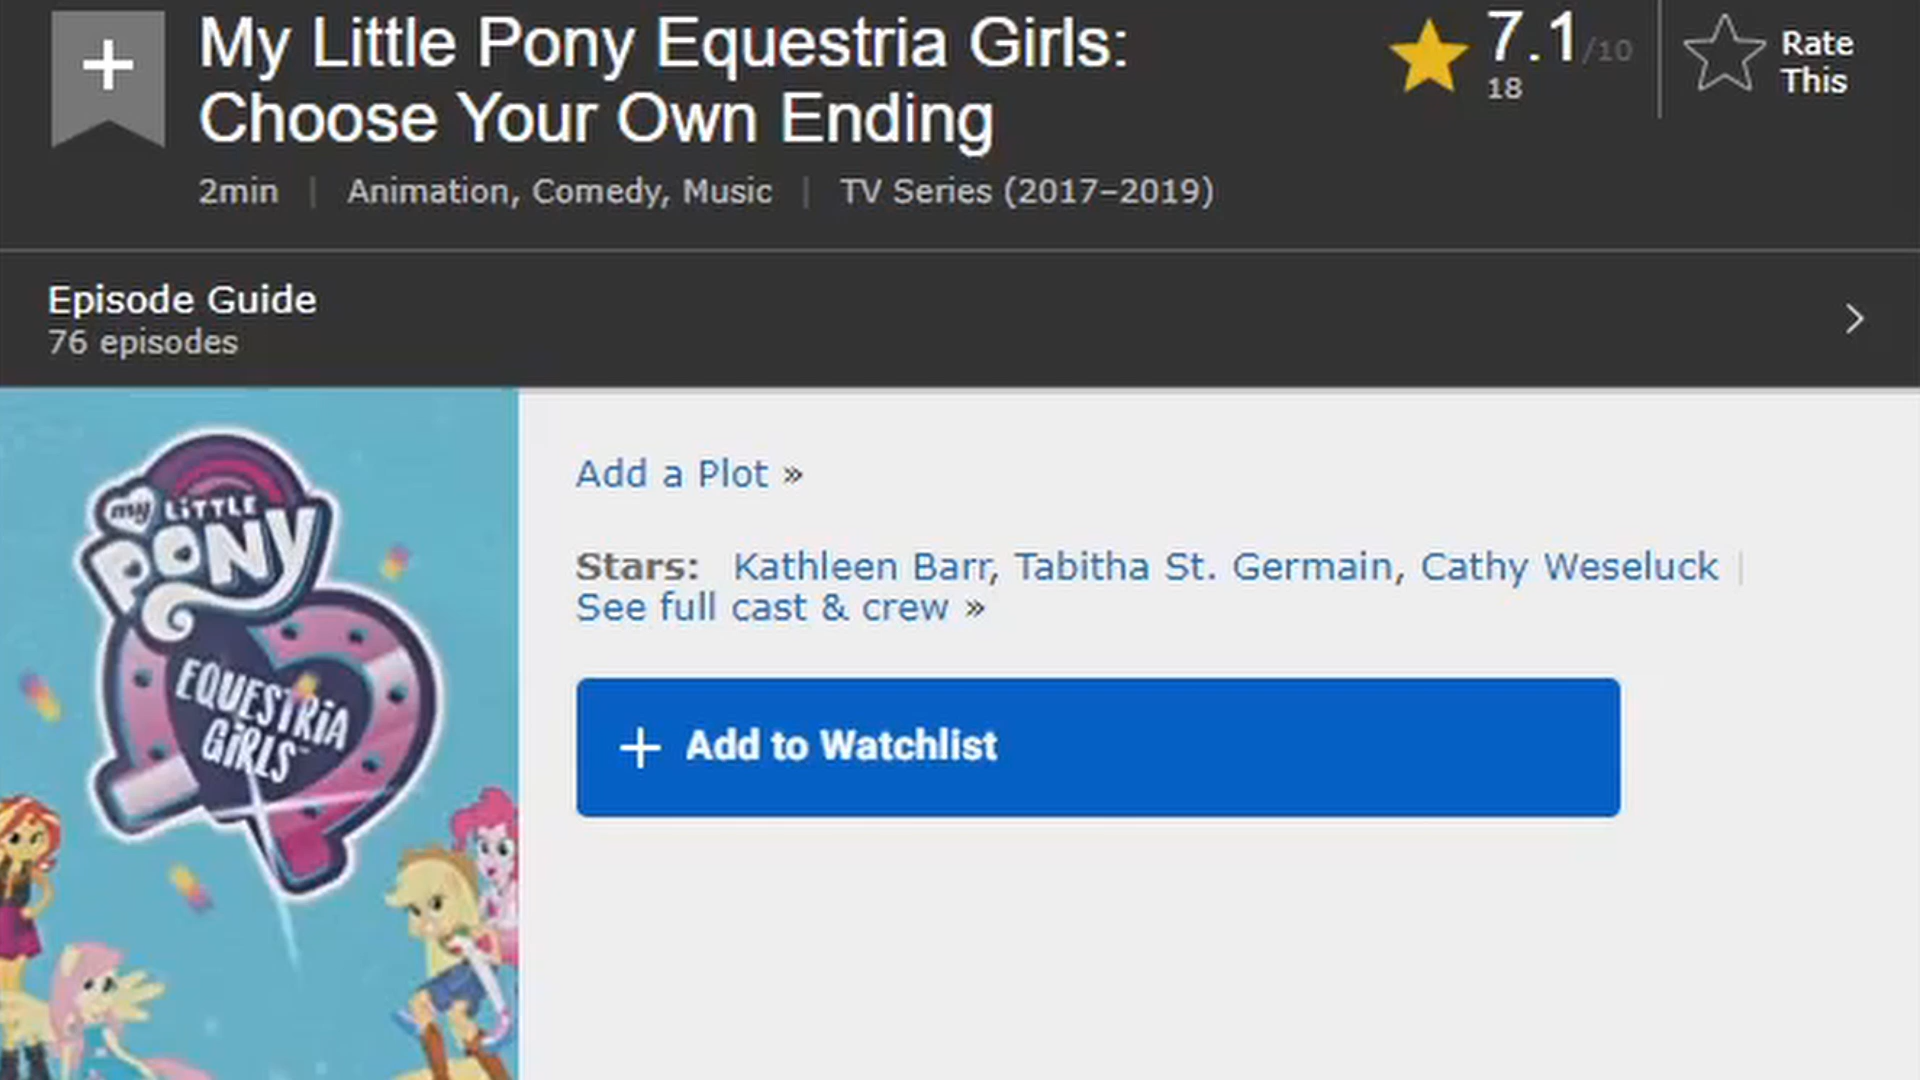 My Little Pony Equestria Girls:
Choose Your Own Ending
7.1/10
18
Rate
This
2min | Animation, Comedy, Music | TV Series (2017–2019)
Episode Guide
76 episodes
my LiTTLE
PONY
EQUESTRiA
GiRLS™
Add a Plot »
Stars: Kathleen Barr, Tabitha St. Germain, Cathy Weseluck |
See full cast & crew »
Add to Watchlist